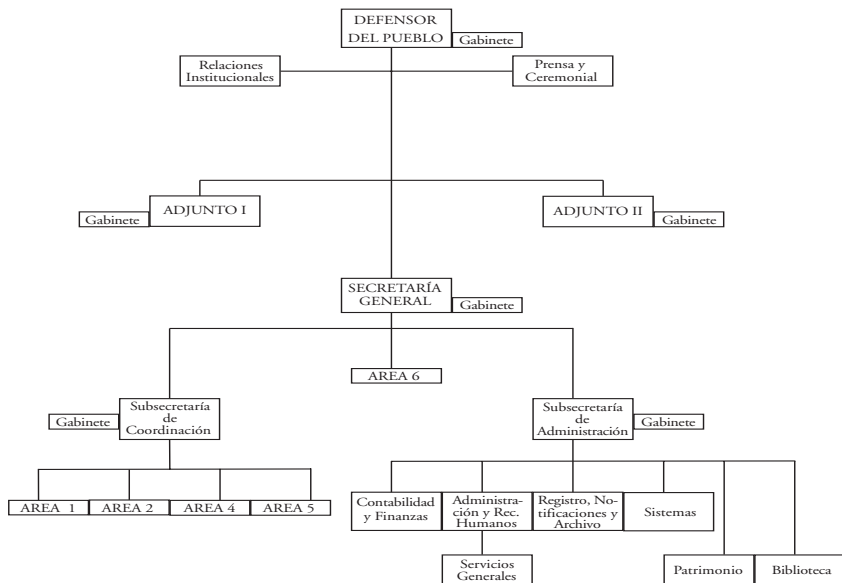 DEFENSOR
DEL PUEBLO
Gabinete
Relaciones
Institucionales
Prensa y
Ceremonial
Gabinete
ADJUNTO I
ADJUNTO II
Gabinete
SECRETARÍA
GENERAL
Gabinete
AREA 6
Gabinete
Subsecretaría
de
Coordinación
Subsecretaría
de
Administración
Gabinete
AREA 1
AREA 2
AREA 4
AREA 5
Contabilidad
y Finanzas
Administra-
ción y Rec.
Humanos
Registro, No-
tificaciones y
Archivo
Sistemas
Servicios
Generales
Patrimonio
Biblioteca